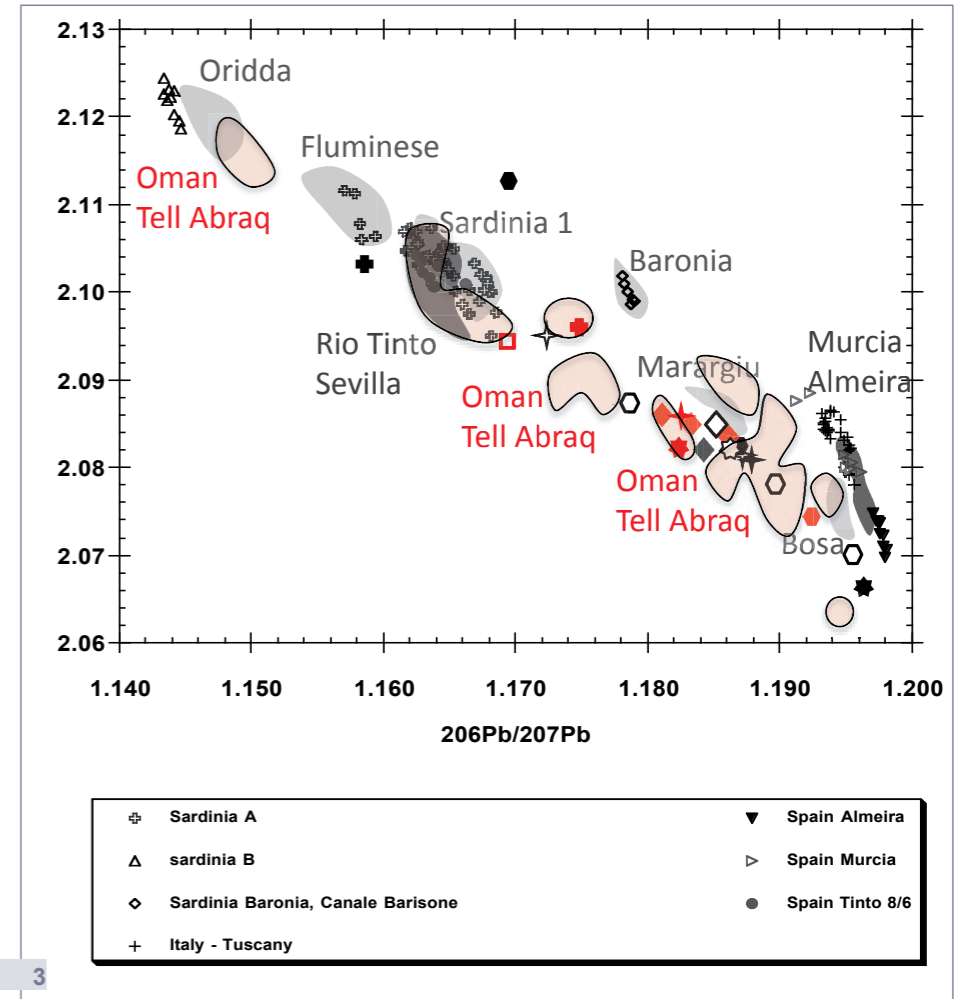 2.13
Oridda
2.12
Fluminese
Oman
Tell Abraq
2.11
Sardinia 1
Baronia
2.10
Rio Tinto
Sevilla
Murcia
Almeira
Marargiu
2.09
Oman
Tell Abraq
2.08
Oman
Tell Abraq
2.07
Bosa
2.06
1.140 1.150 1.160 1.170 1.180 1.190 1.200
206Pb/207Pb
Sardinia A
Spain Almeira
sardinia B
Spain Murcia
Sardinia Baronia, Canale Barisone
Spain Tinto 8/6
Italy - Tuscany
3